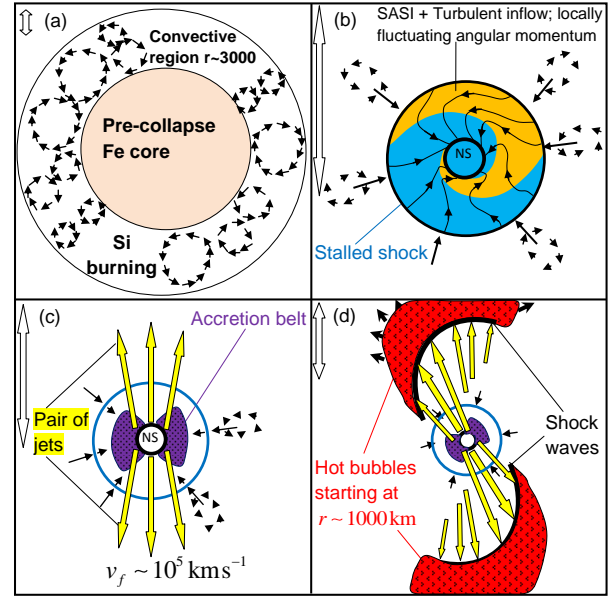 (a)
Convective
region r~3000
Pre-collapse
Fe core
Si
burning
(b)
SASI + Turbulent inflow; locally
fluctuating angular momentum
NS
Stalled shock
(c)
Accretion belt
NS
Pair of
jets
v_f ~ 10^5 km s^-1
(d)
Shock
waves
Hot bubbles
starting at
r ~ 1000 km